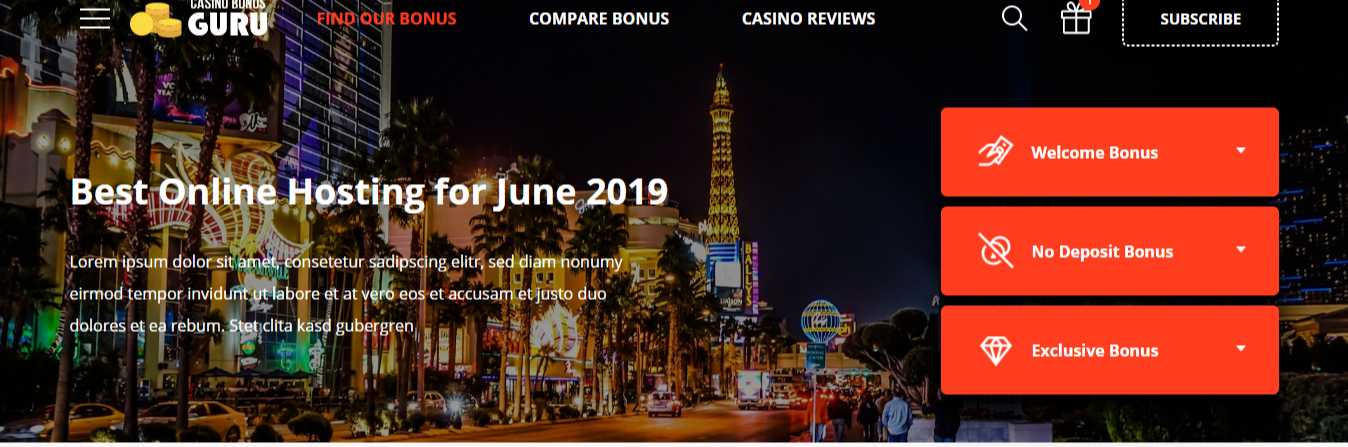 CASINO BONUS
GURU
FIND OUR BONUS
COMPARE BONUS
CASINO REVIEWS
SUBSCRIBE
Best Online Hosting for June 2019
Lorem ipsum dolor sit amet, consetetur sadipscing elitr, sed diam nonumy
eirmod tempor invidunt ut labore et at vero eos et accusam et justo duo
dolores et ea rebum. Stet clita kasd gubergren
Welcome Bonus
No Deposit Bonus
Exclusive Bonus
BALLYS